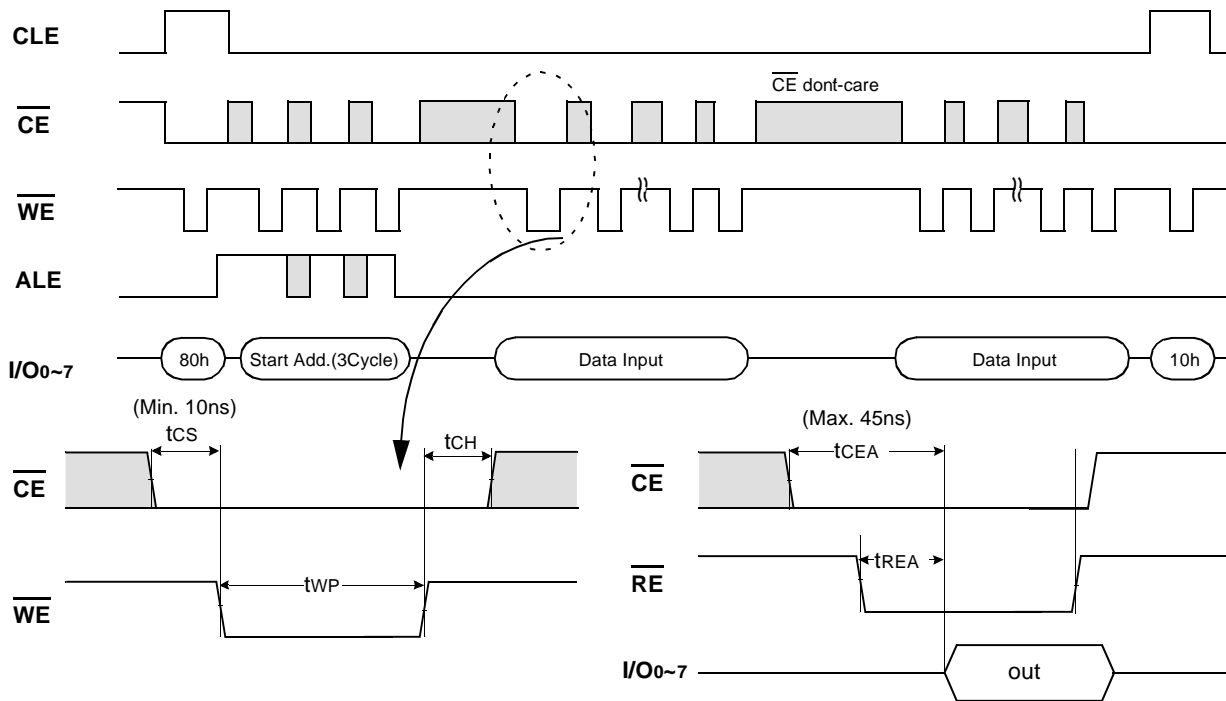 CLE
CE dont-care
CE
WE
ALE
I/O0~7 80h Start Add.(3Cycle) Data Input Data Input 10h
(Min. 10ns) (Max. 45ns)
tCS tCH tCEA
CE CE
tREA
tWP RE
WE
I/O0~7 out